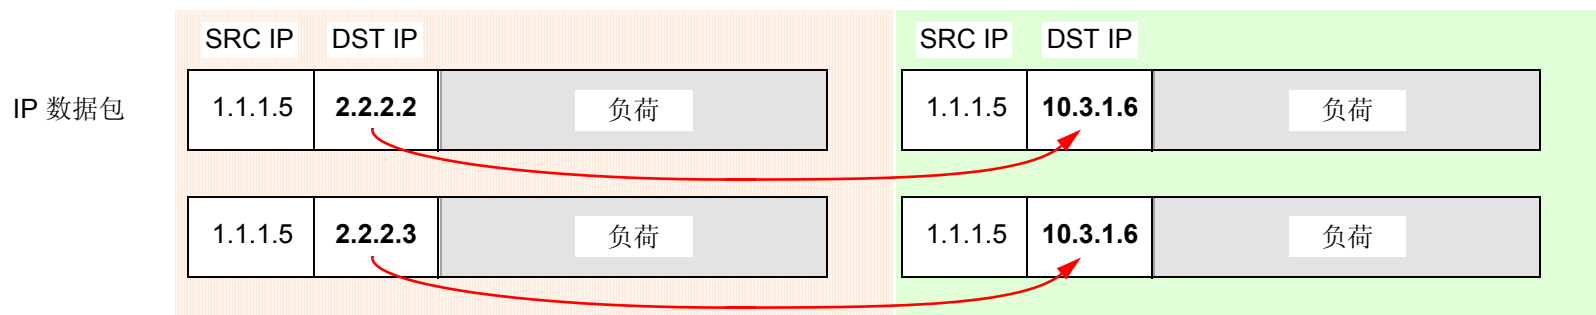 SRC IP DST IP SRC IP DST IP
IP 数据包 1.1.1.5 2.2.2.2 负荷 1.1.1.5 10.3.1.6 负荷
1.1.1.5 2.2.2.3 负荷 1.1.1.5 10.3.1.6 负荷